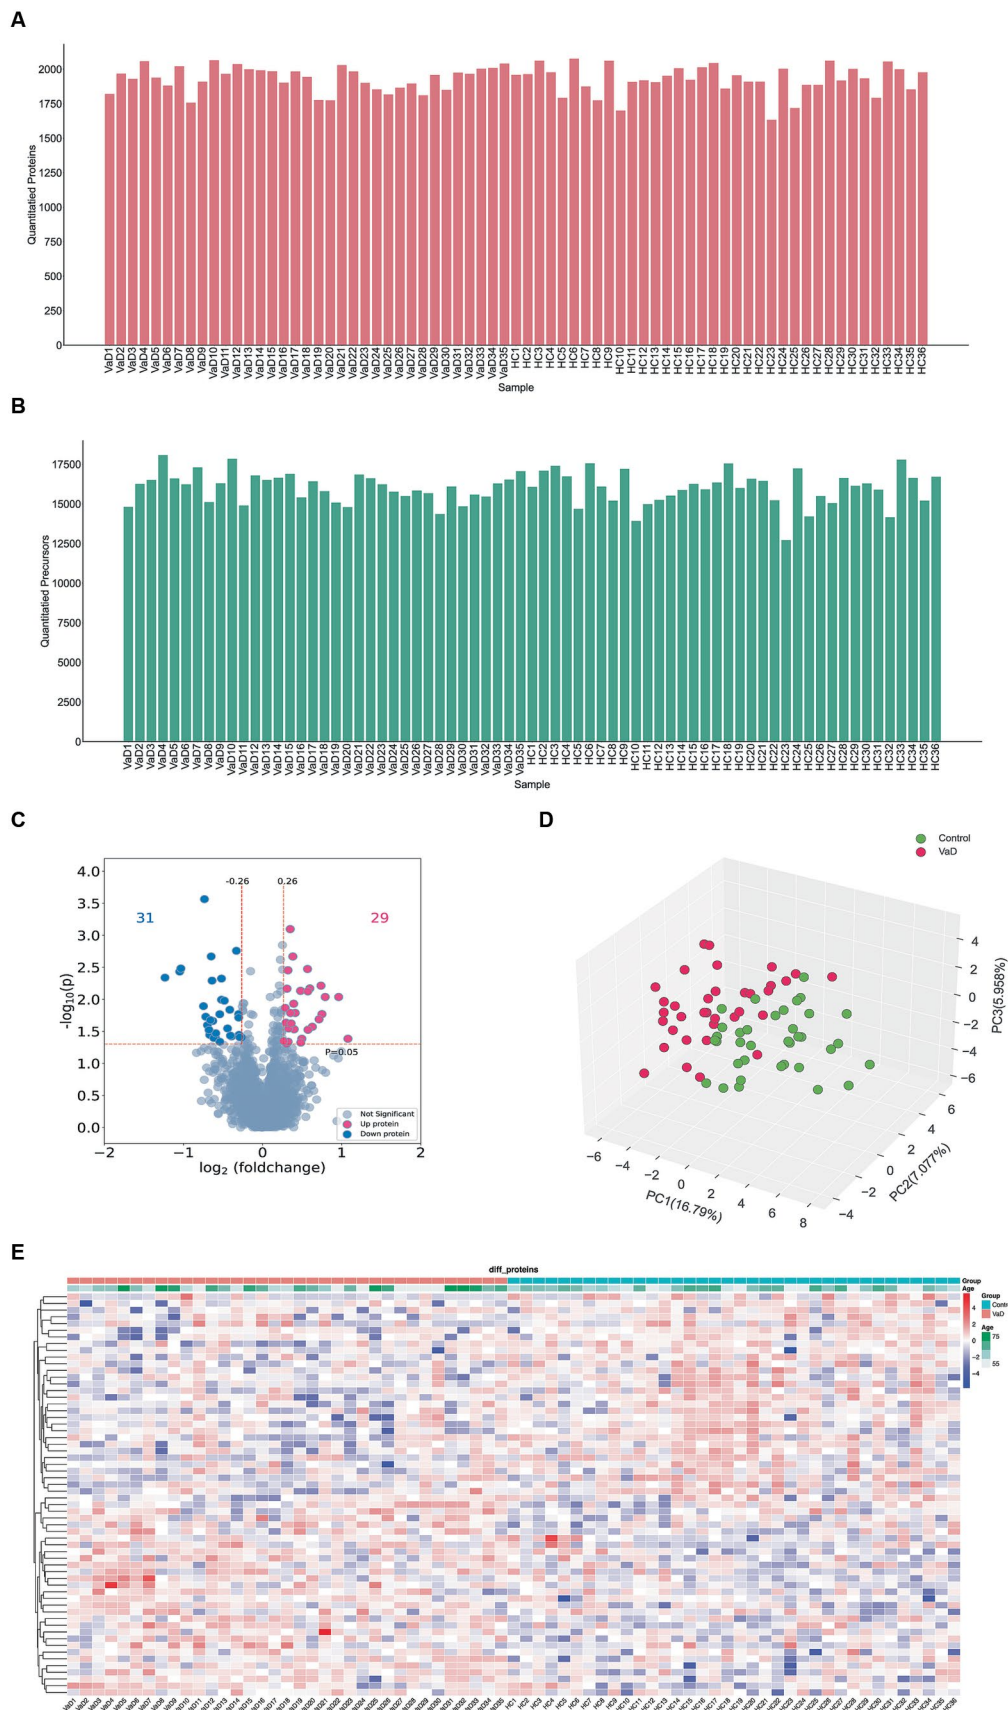 A
2000
1750
1500
1250
1000
750
500
250
0
Quantitatied Proteins
VaD1 VaD2 VaD3 VaD4 VaD5 VaD6 VaD7 VaD8 VaD9 VaD10 VaD11 VaD12 VaD13 VaD14 VaD15 VaD16 VaD17 VaD18 VaD19 VaD20 VaD21 VaD22 VaD23 VaD24 VaD25 VaD26 VaD27 VaD28 VaD29 VaD30 VaD31 VaD32 VaD33 VaD34 VaD35 HC1 HC2 HC3 HC4 HC5 HC6 HC7 HC8 HC9 HC10 HC11 HC12 HC13 HC14 HC15 HC16 HC17 HC18 HC19 HC20 HC21 HC22 HC23 HC24 HC25 HC26 HC27 HC28 HC29 HC30 HC31 HC32 HC33 HC34 HC35 HC36
Sample
B
17500
15000
12500
10000
7500
5000
2500
0
Quantitatied Precursors
VaD1 VaD2 VaD3 VaD4 VaD5 VaD6 VaD7 VaD8 VaD9 VaD10 VaD11 VaD12 VaD13 VaD14 VaD15 VaD16 VaD17 VaD18 VaD19 VaD20 VaD21 VaD22 VaD23 VaD24 VaD25 VaD26 VaD27 VaD28 VaD29 VaD30 VaD31 VaD32 VaD33 VaD34 VaD35 HC1 HC2 HC3 HC4 HC5 HC6 HC7 HC8 HC9 HC10 HC11 HC12 HC13 HC14 HC15 HC16 HC17 HC18 HC19 HC20 HC21 HC22 HC23 HC24 HC25 HC26 HC27 HC28 HC29 HC30 HC31 HC32 HC33 HC34 HC35 HC36
Sample
C
4.0
3.5
3.0
2.5
2.0
1.5
1.0
0.5
0.0
-log10(p)
-0.26 0.26
31 29
P=0.05
Not Significant
Up protein
Down protein
−2 −1 0 1 2
log2 (foldchange)
D
Control
VaD
4
2
0
−2
−4
−6
PC3(5.958%)
6
4
2
0
−2
−4
PC2(7.077%)
−6 −4 −2 0 2 4 6 8
PC1(16.79%)
E
diff_proteins
Group
Age
4
2
0
−2
−4
Group
Contr
VaD
Age
75
55